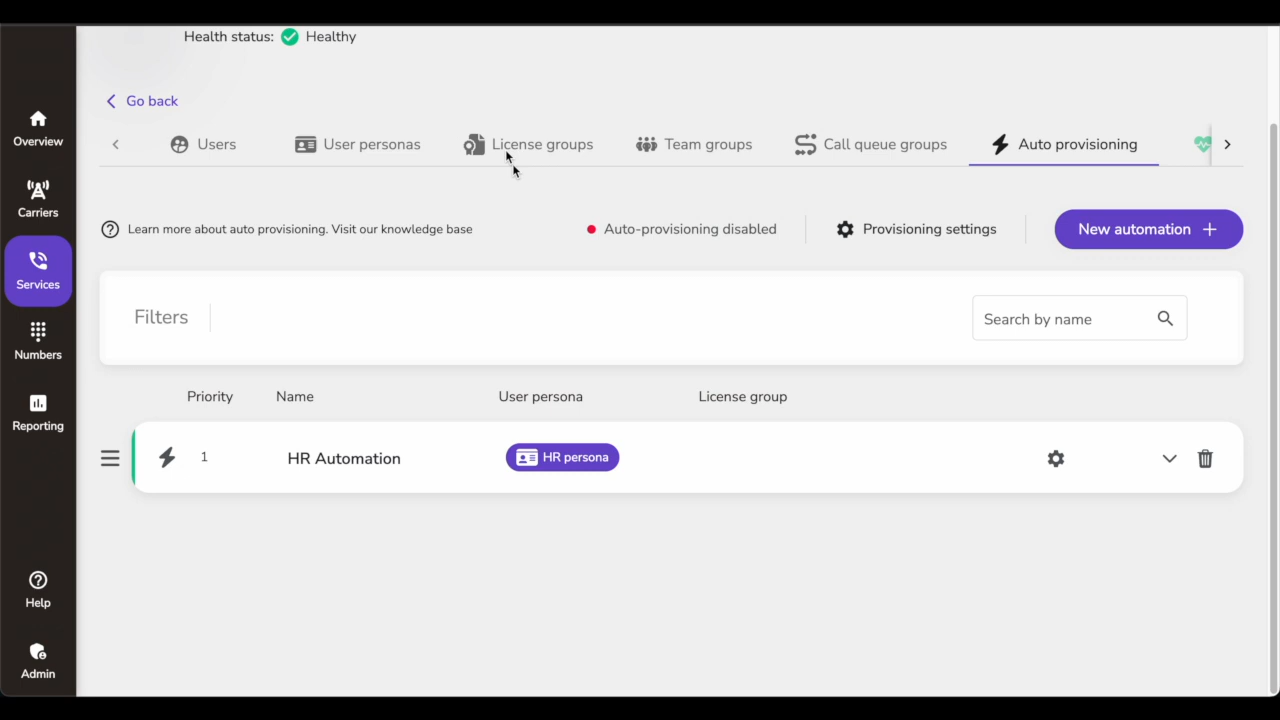 Health status: Healthy
Go back
Users User personas License groups Team groups Call queue groups Auto provisioning
Learn more about auto provisioning. Visit our knowledge base Auto-provisioning disabled Provisioning settings New automation
Filters Search by name
Priority Name User persona License group
1 HR Automation HR persona
Overview
Carriers
Services
Numbers
Reporting
Help
Admin